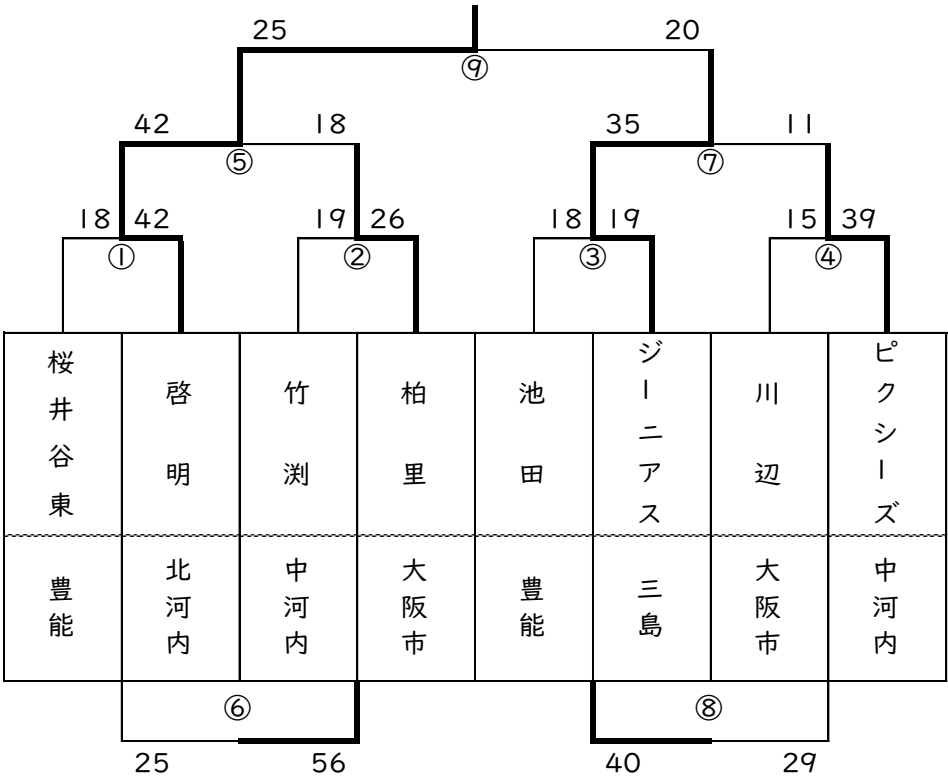 25 20
⑨
42 18 35 11
⑤ ⑦
18 42 19 26 18 19 15 39
① ② ③ ④
桜井谷東
啓明
竹渕
柏里
池田
ジーニアス
川辺
ピクシーズ
豊能
北河内
中河内
大阪市
豊能
三島
大阪市
中河内
⑥ ⑧
25 56 40 29